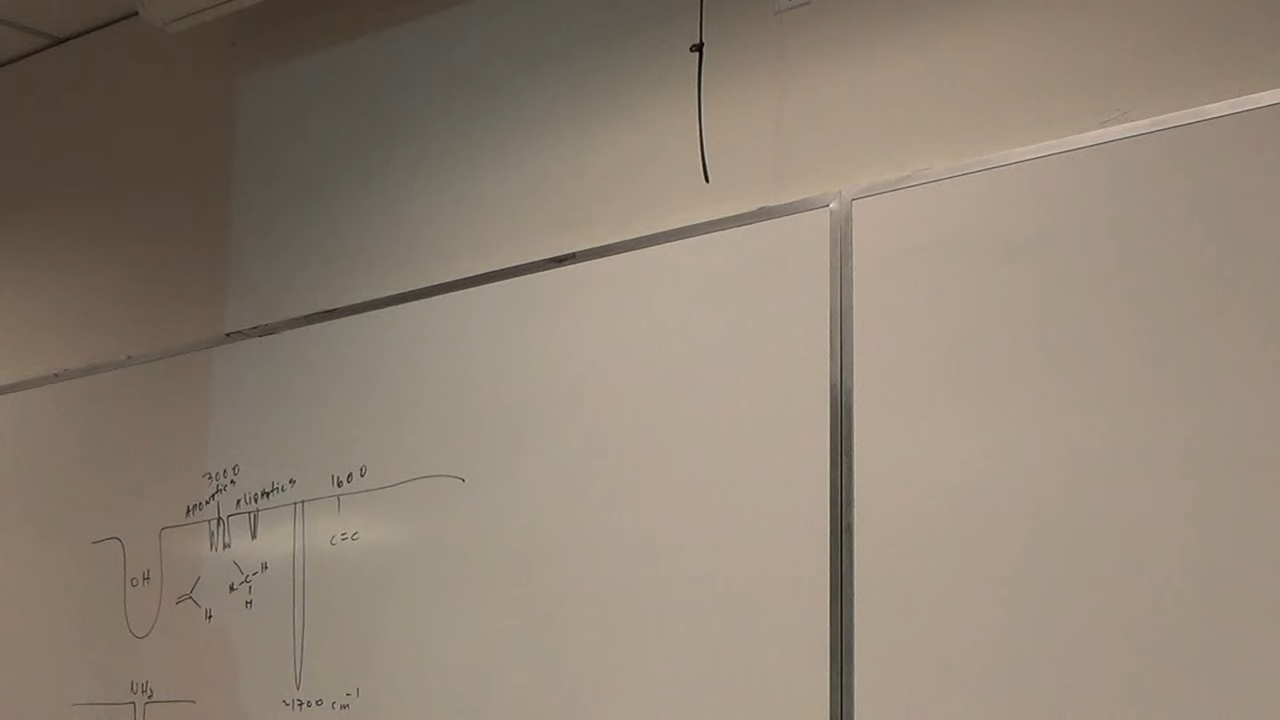 3000
AROMATICS ALIPHATICS 1600
C=C
OH
H-C-H
H
H
~1700 cm⁻¹
NH₂